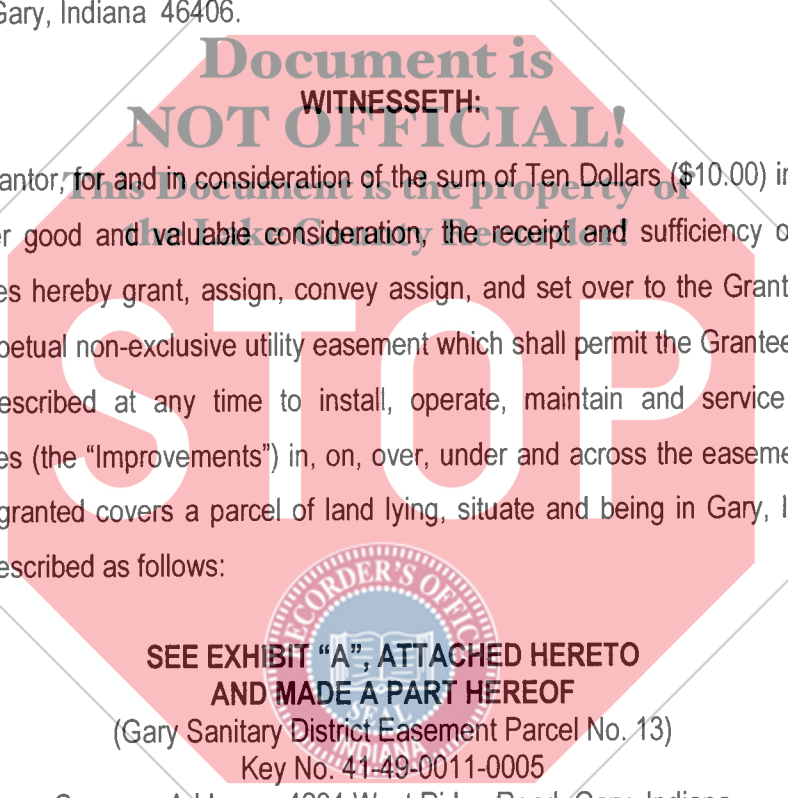 Gary, Indiana 46406.
Document is
WITNESSETH:
NOT OFFICIAL!
antor, for and in consideration of the sum of Ten Dollars ($10.00) in
This Document is the property of
r good and valuable consideration, the receipt and sufficiency o
the Lake County Recorder!
es hereby grant, assign, convey assign, and set over to the Grant
petual non-exclusive utility easement which shall permit the Grantee
escribed at any time to install, operate, maintain and service
es (the “Improvements”) in, on, over, under and across the easeme
STOP
granted covers a parcel of land lying, situate and being in Gary, I
escribed as follows:
RECORDER'S OFFIC
SEE EXHIBIT “A”, ATTACHED HERETO
AND MADE A PART HEREOF
SEAL
(Gary Sanitary District Easement Parcel No. 13)
INDIANA
Key No. 41-49-0011-0005